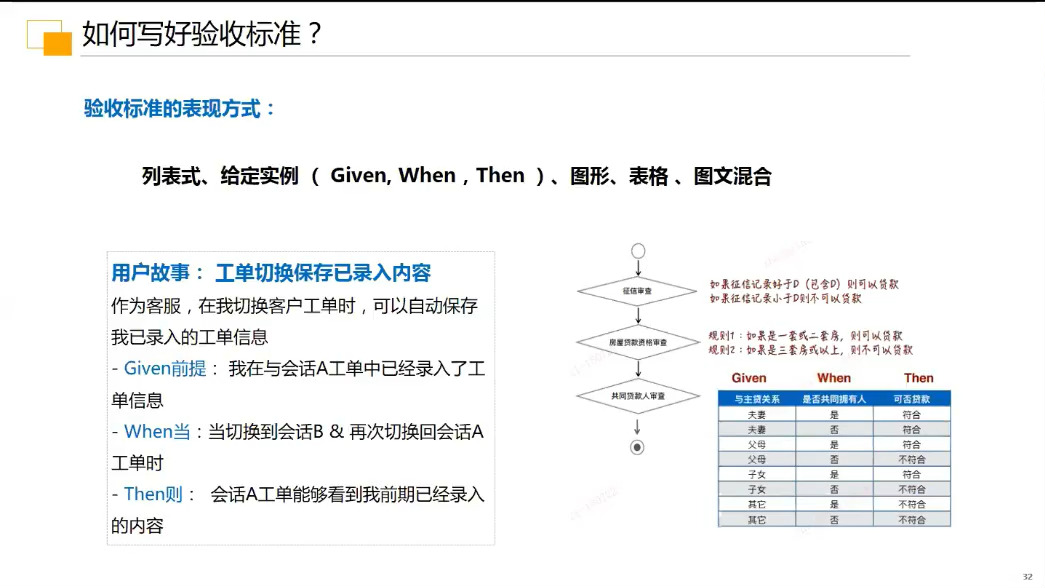 如何写好验收标准？
验收标准的表现方式：
列表式、给定实例 （ Given, When , Then ）、图形、表格 、图文混合
用户故事： 工单切换保存已录入内容
作为客服，在我切换客户工单时，可以自动保存
我已录入的工单信息
- Given前提： 我在与会话A工单中已经录入了工
单信息
- When当：当切换到会话B & 再次切换回会话A
工单时
- Then则： 会话A工单能够看到我前期已经录入
的内容
征信审查
如果征信记录好于D（包含D）则可以贷款
如果征信记录小于D则不可以贷款
房屋贷款资格审查
规则1：如果是一套或二套房，则可以贷款
规则2：如果是三套房或以上，则不可以贷款
共同贷款人审查
Given When Then
与主贷关系 是否共同拥有人 可否贷款
夫妻 是 符合
夫妻 否 符合
父母 是 符合
父母 否 不符合
子女 是 符合
子女 否 不符合
其它 是 不符合
其它 否 不符合
32